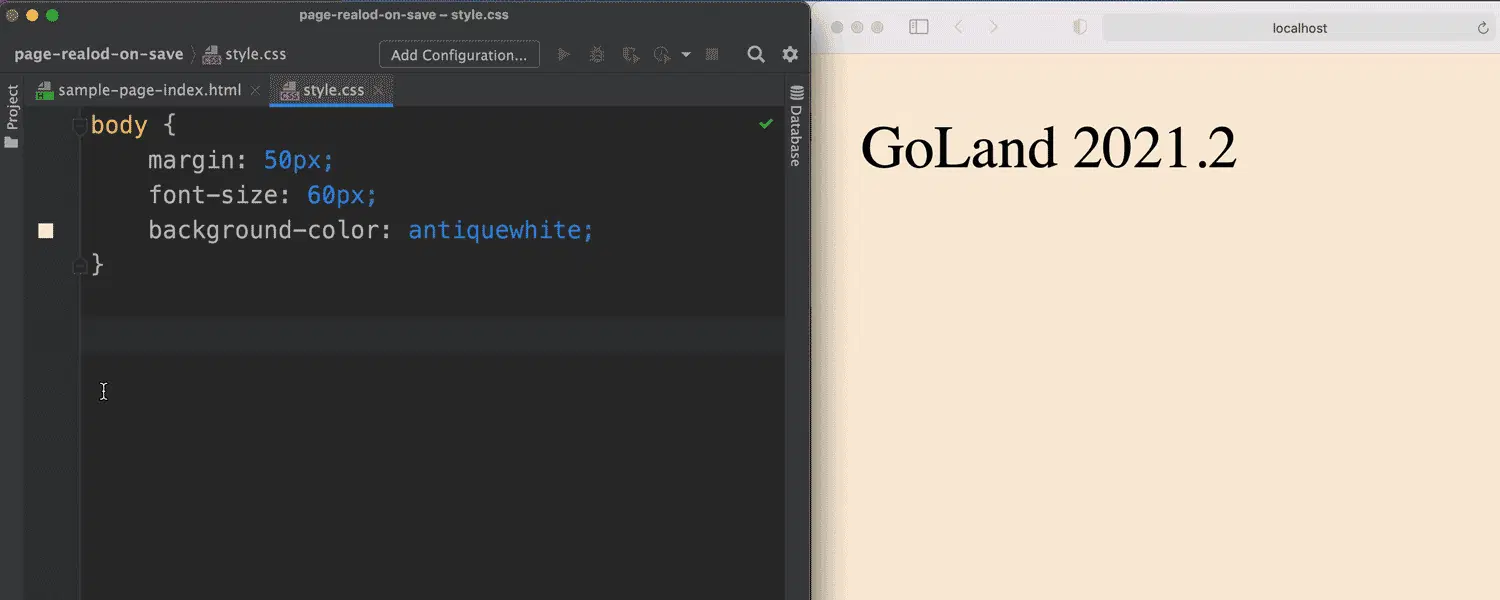 page-realod-on-save – style.css
page-realod-on-save style.css
Add Configuration...
sample-page-index.html
style.css
Project
Database
body {
margin: 50px;
font-size: 60px;
background-color: antiquewhite;
}
localhost
GoLand 2021.2